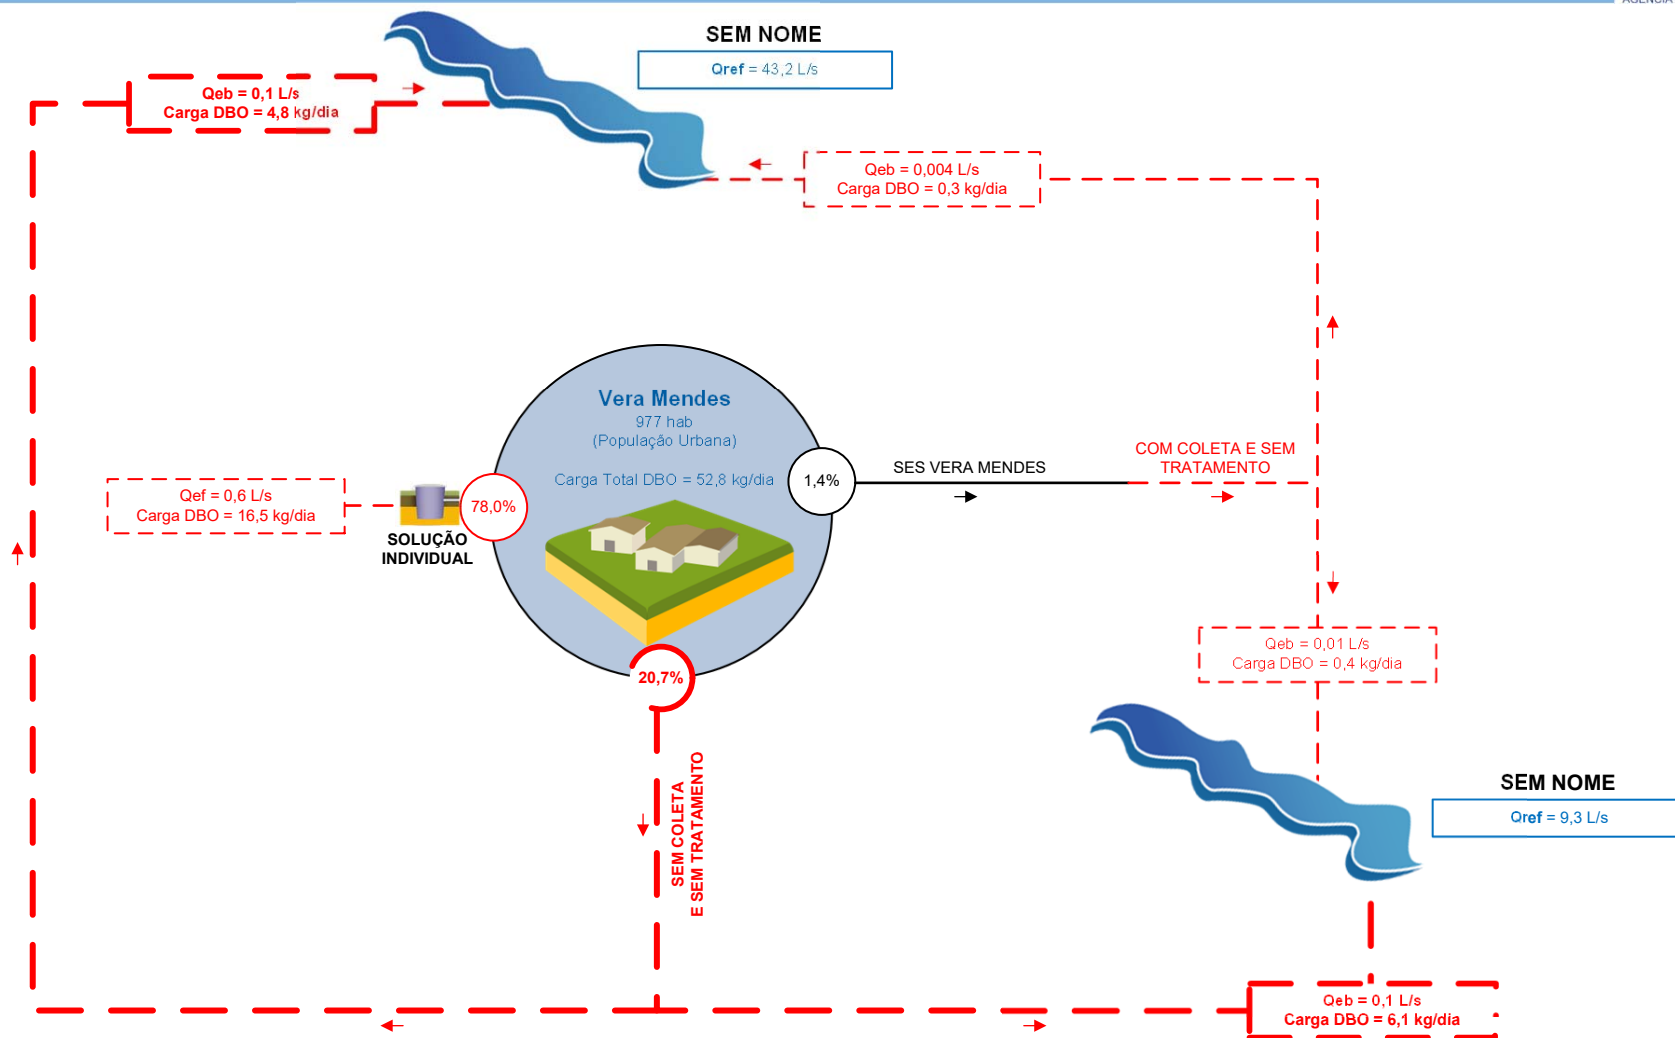 SEM NOME
Qref = 43,2 L/s
Qeb = 0,1 L/s
Carga DBO = 4,8 kg/dia
Qeb = 0,004 L/s
Carga DBO = 0,3 kg/dia
Vera Mendes
977 hab
(População Urbana)
Carga Total DBO = 52,8 kg/dia
1,4%
SES VERA MENDES
COM COLETA E SEM
TRATAMENTO
Qef = 0,6 L/s
Carga DBO = 16,5 kg/dia
78,0%
SOLUÇÃO
INDIVIDUAL
20,7%
SEM COLETA
E SEM TRATAMENTO
Qeb = 0,01 L/s
Carga DBO = 0,4 kg/dia
SEM NOME
Qref = 9,3 L/s
Qeb = 0,1 L/s
Carga DBO = 6,1 kg/dia